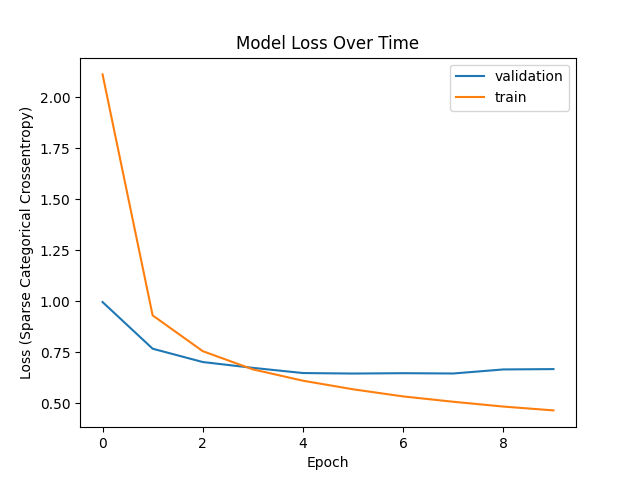 Model Loss Over Time
validation
train
2.00
1.75
1.50
1.25
1.00
0.75
0.50
Loss (Sparse Categorical Crossentropy)
0
2
4
6
8
Epoch